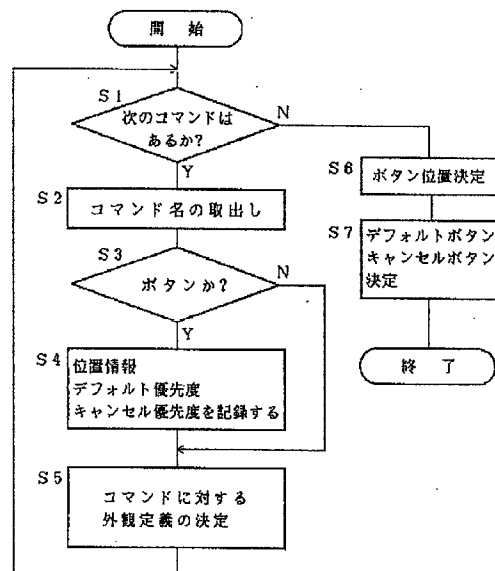 開始
S1
次のコマンドは
あるか?
N
Y
S2
コマンド名の取出し
S3
ボタンか?
N
Y
S4
位置情報
デフォルト優先度
キャンセル優先度を記録する
S5
コマンドに対する
外観定義の決定
S6
ボタン位置決定
S7
デフォルトボタン
キャンセルボタン
決定
終了